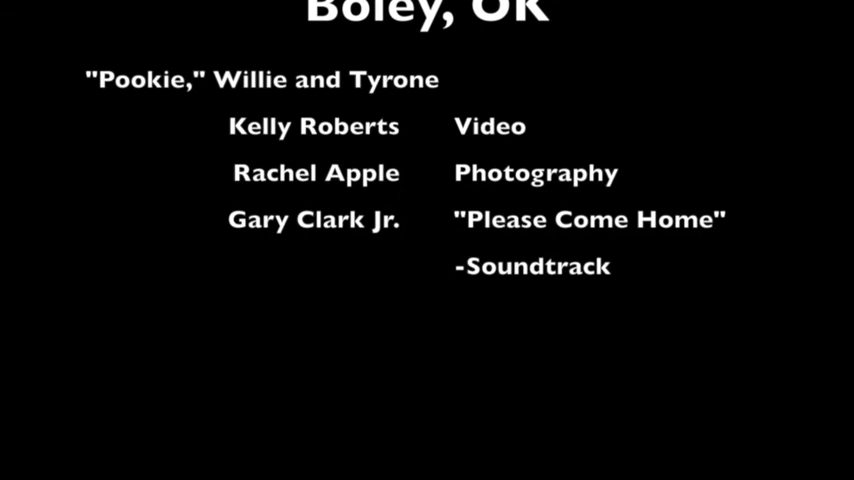 Boley, OK
"Pookie," Willie and Tyrone
Kelly Roberts Video
Rachel Apple Photography
Gary Clark Jr. "Please Come Home"
-Soundtrack